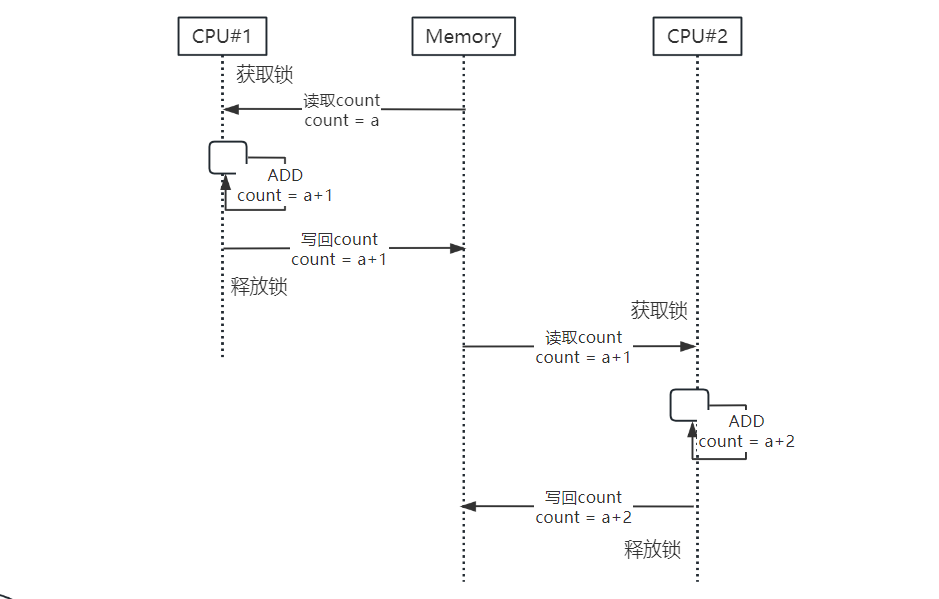 CPU#1
Memory
CPU#2
获取锁
读取count
count = a
ADD
count = a+1
写回count
count = a+1
释放锁
获取锁
读取count
count = a+1
ADD
count = a+2
写回count
count = a+2
释放锁